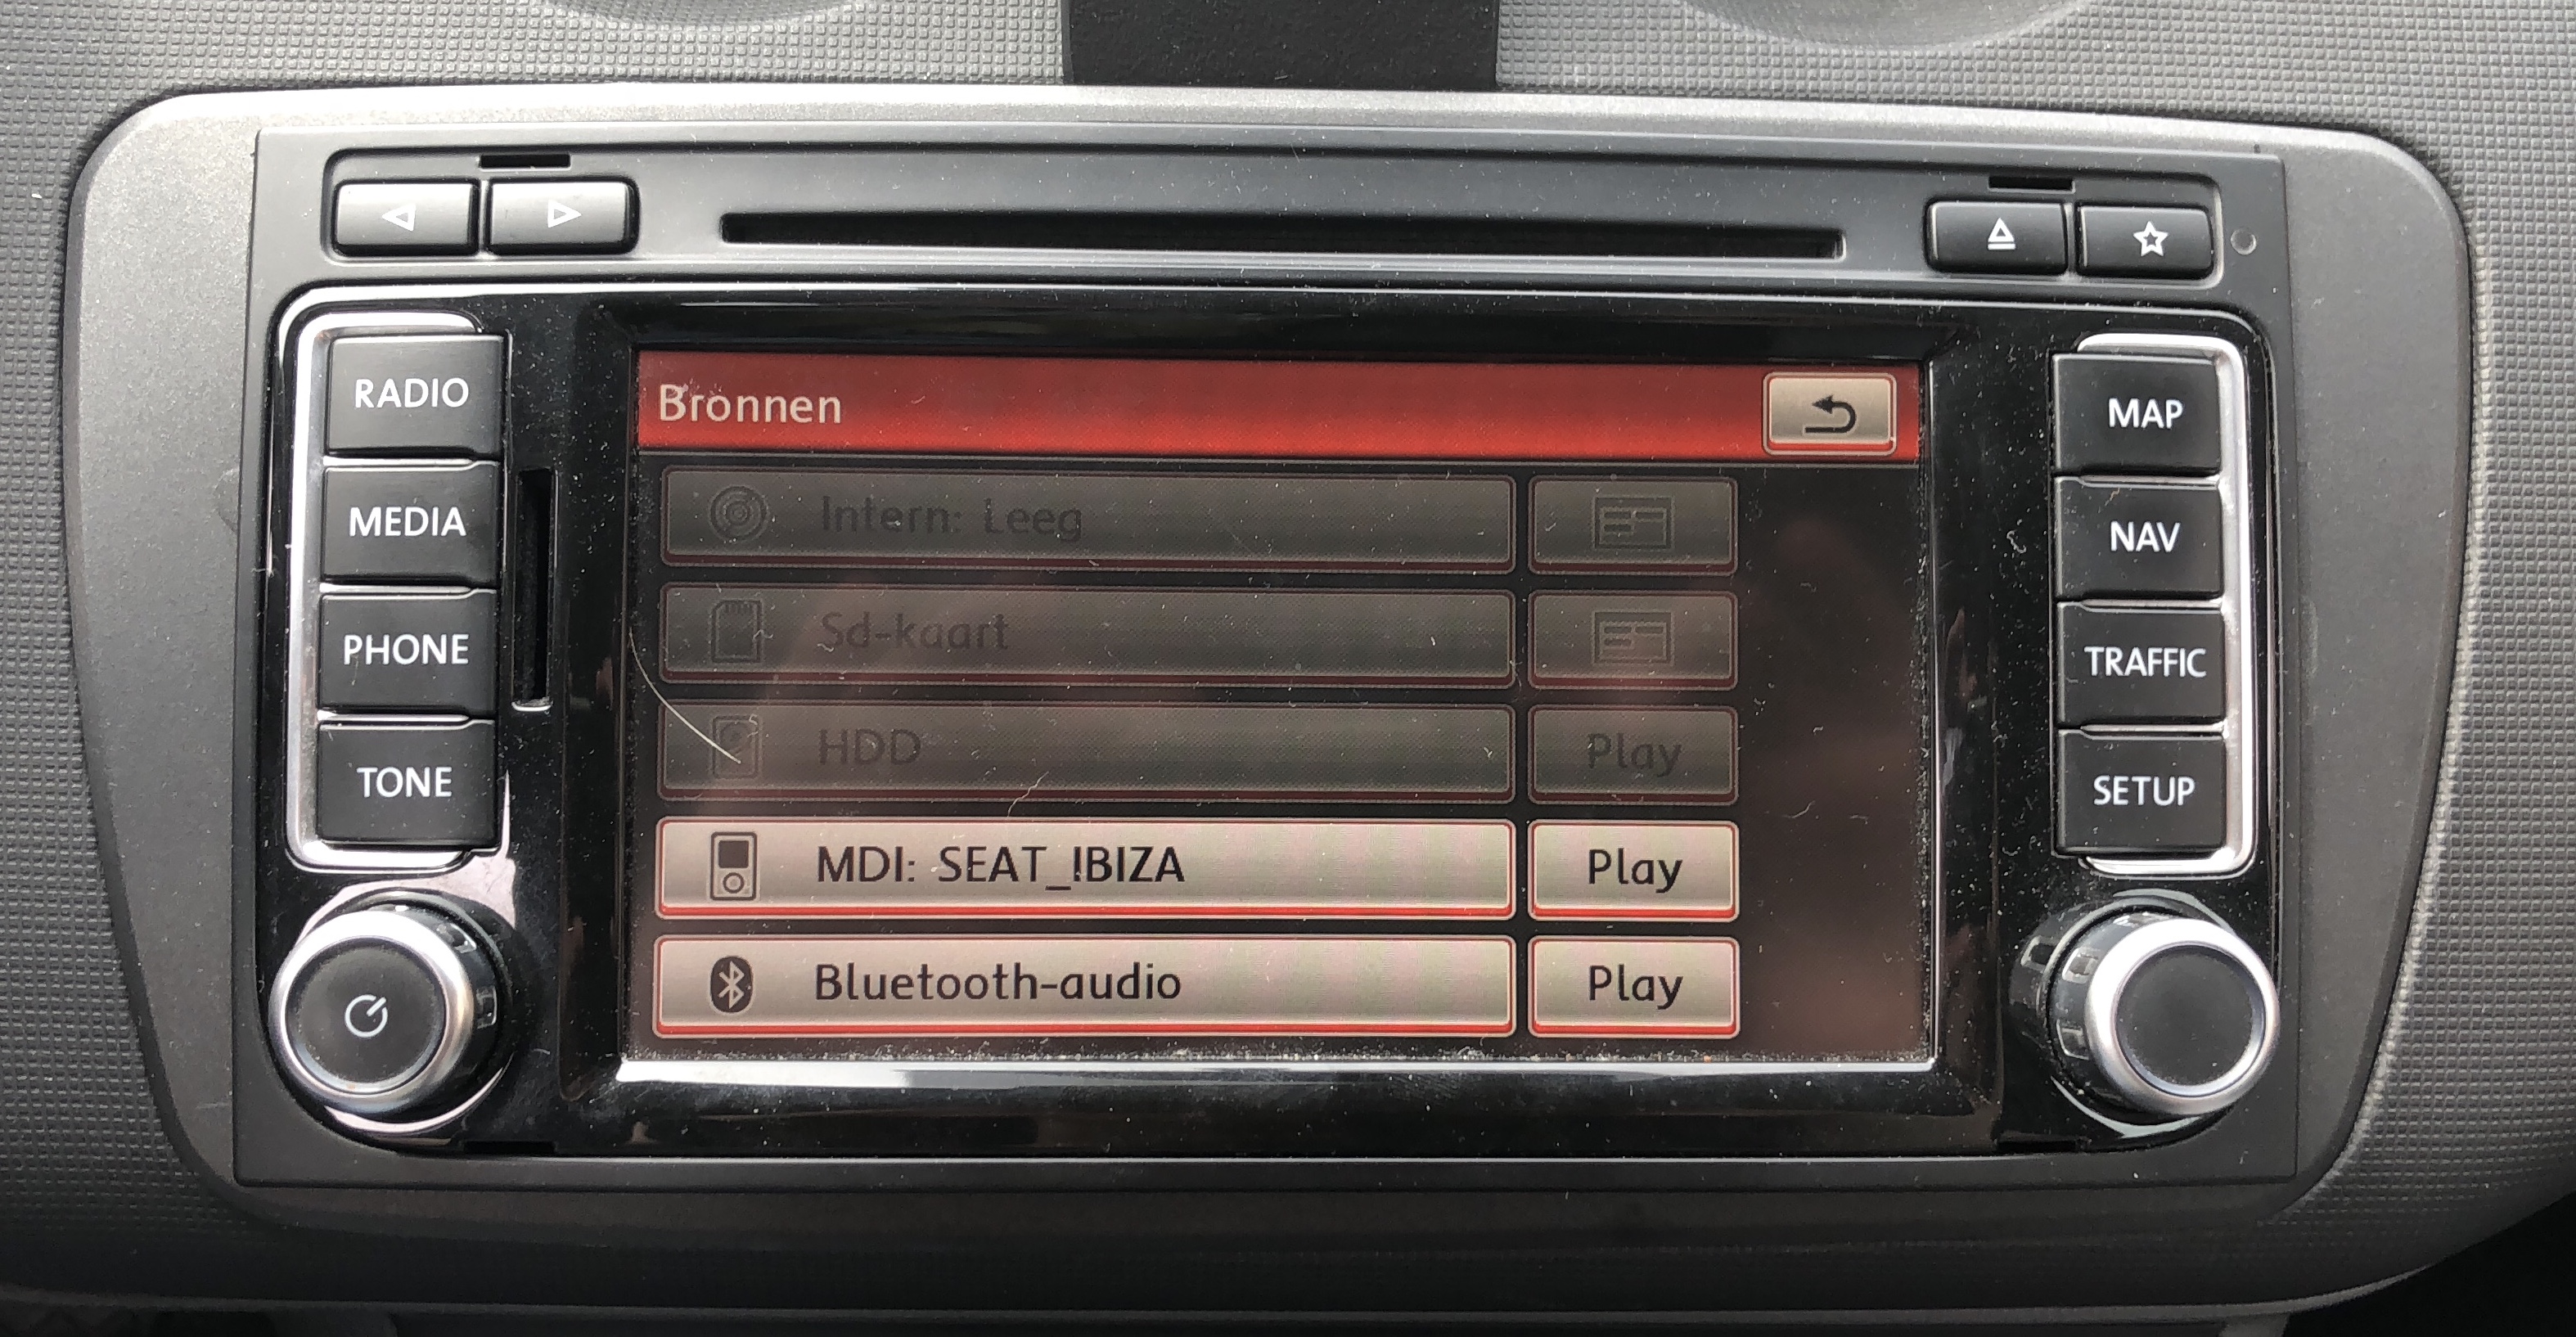 RADIO
MEDIA
PHONE
TONE
Bronnen
Intern: Leeg
Sd-kaart
HDD Play
MDI: SEAT_IBIZA Play
Bluetooth-audio Play
MAP
NAV
TRAFFIC
SETUP